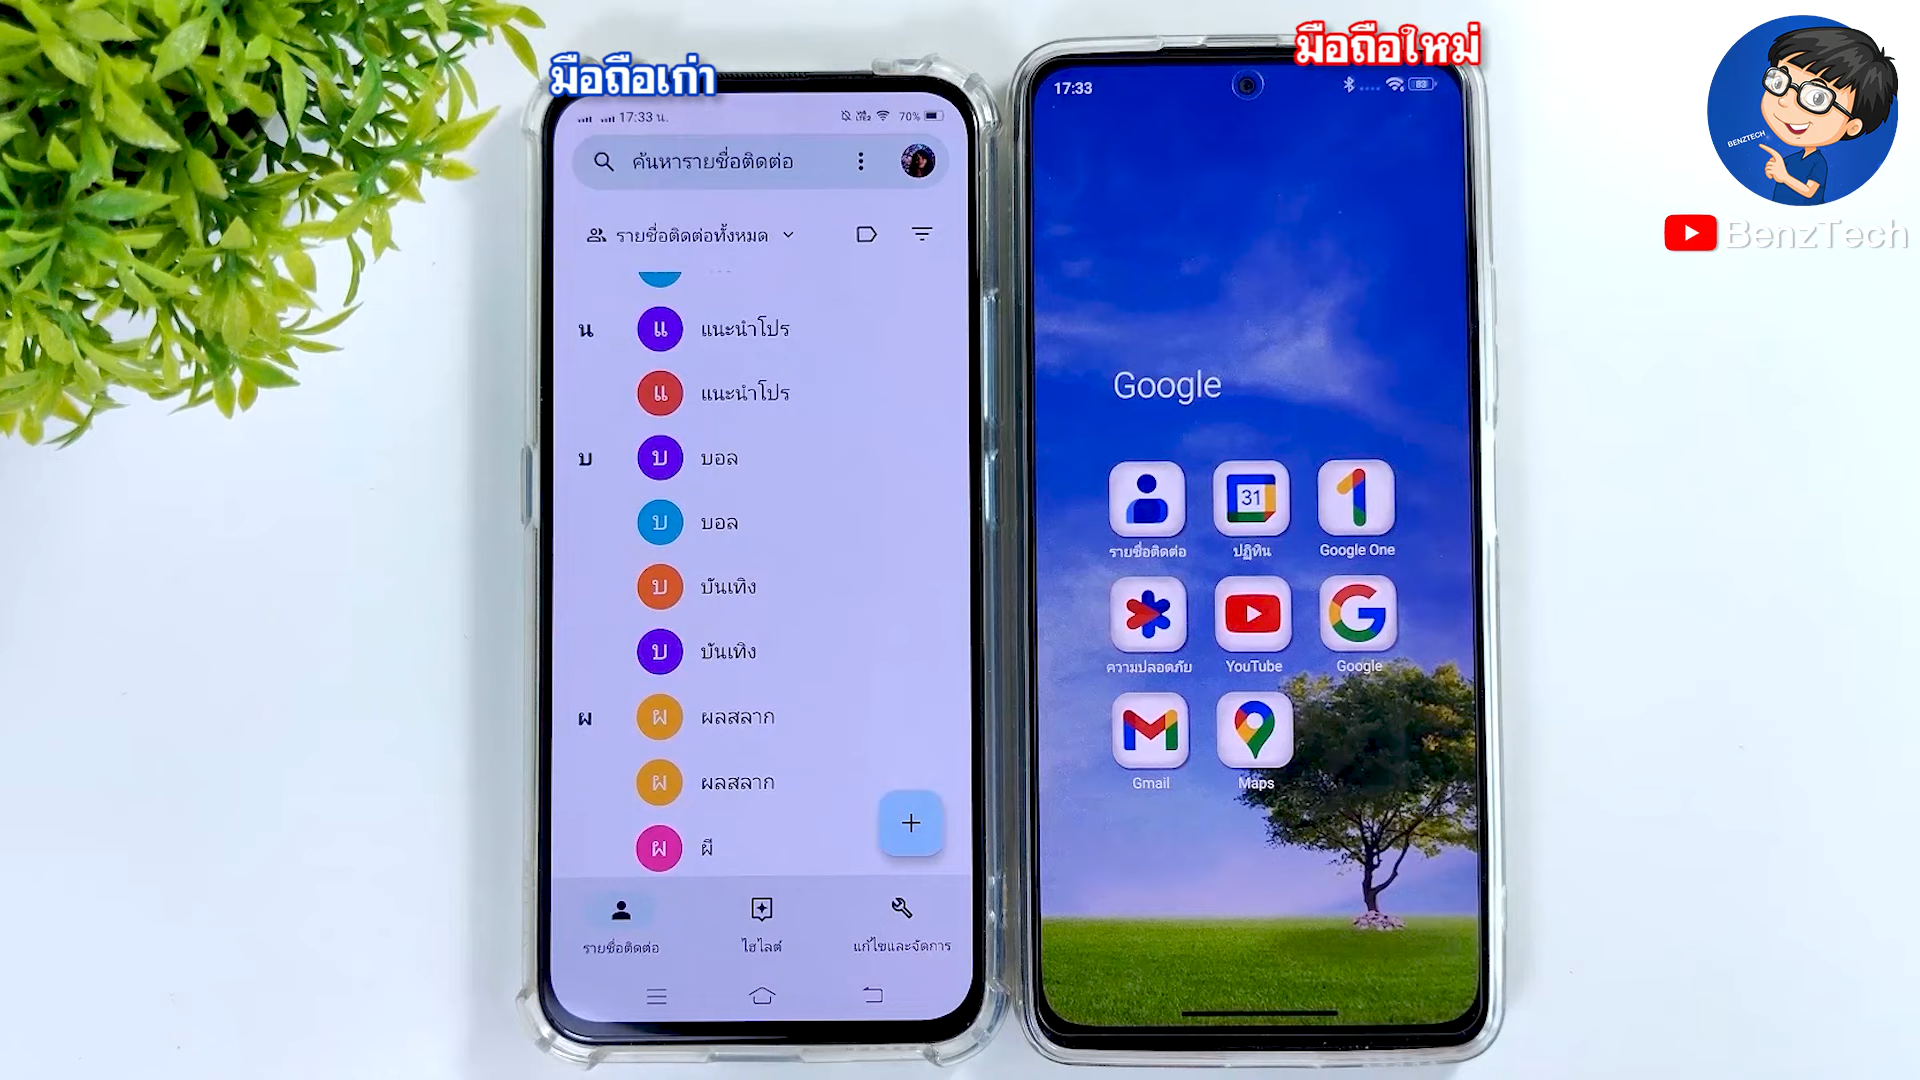 มือถือเก่า
มือถือใหม่
BENZTECH
BenzTech
17:33 น.
70%
ค้นหารายชื่อติดต่อ
รายชื่อติดต่อทั้งหมด
น
แ
แนะนำโปร
แ
แนะนำโปร
บ
บ
บอล
บ
บอล
บ
บันเทิง
บ
บันเทิง
ผ
ผ
ผลสลาก
ผ
ผลสลาก
ผ
ผี
รายชื่อติดต่อ
ไฮไลต์
แก้ไขและจัดการ
17:33
83
Google
31
รายชื่อติดต่อ
ปฏิทิน
Google One
ความปลอดภัย
YouTube
Google
Gmail
Maps